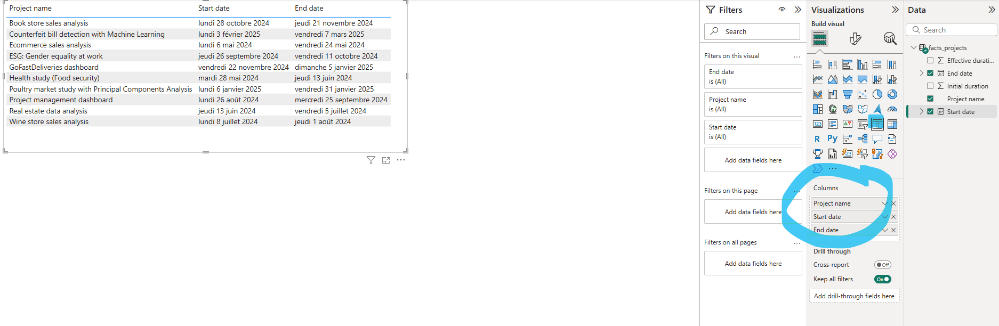 Project name Start date End date
Book store sales analysis lundi 28 octobre 2024 jeudi 21 novembre 2024
Counterfeit bill detection with Machine Learning lundi 3 février 2025 vendredi 7 mars 2025
Ecommerce sales analysis lundi 6 mai 2024 vendredi 24 mai 2024
ESG: Gender equality at work jeudi 26 septembre 2024 vendredi 11 octobre 2024
GoFastDeliveries dashboard vendredi 22 novembre 2024 dimanche 5 janvier 2025
Health study (Food security) mardi 28 mai 2024 jeudi 13 juin 2024
Poultry market study with Principal Components Analysis lundi 6 janvier 2025 vendredi 31 janvier 2025
Project management dashboard lundi 26 août 2024 mercredi 25 septembre 2024
Real estate data analysis jeudi 13 juin 2024 vendredi 5 juillet 2024
Wine store sales analysis lundi 8 juillet 2024 jeudi 1 août 2024
Filters
Search
Filters on this visual ...
End date
is (All)
Project name
is (All)
Start date
is (All)
Add data fields here
Filters on this page ...
Add data fields here
Filters on all pages ...
Add data fields here
Visualizations
Build visual
123
R Py
123
...
Columns
Project name
Start date
End date
Drill through
Cross-report Off
Keep all filters On
Add drill-through fields here
Data
Search
facts_projects
Effective durati...
End date
Initial duration
Project name
Start date